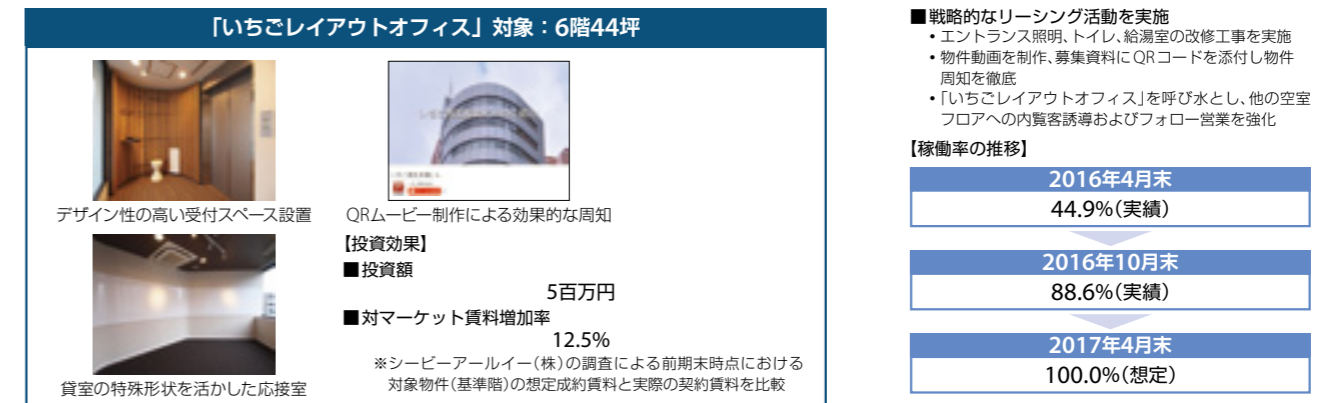 「いちごレイアウトオフィス」対象：6階44坪
デザイン性の高い受付スペース設置
QRムービー制作による効果的な周知
貸室の特殊形状を活かした応接室
【投資効果】
■投資額
5百万円
■対マーケット賃料増加率
12.5%
※シービーアールイー（株）の調査による前期末時点における
対象物件（基準階）の想定成約賃料と実際の契約賃料を比較
■戦略的なリーシング活動を実施
•エントランス照明、トイレ、給湯室の改修工事を実施
•物件動画を制作、募集資料にQRコードを添付し物件
周知を徹底
•「いちごレイアウトオフィス」を呼び水とし、他の空室
フロアへの内覧客誘導およびフォロー営業を強化
【稼働率の推移】
2016年4月末
44.9%（実績）
2016年10月末
88.6%（実績）
2017年4月末
100.0%（想定）